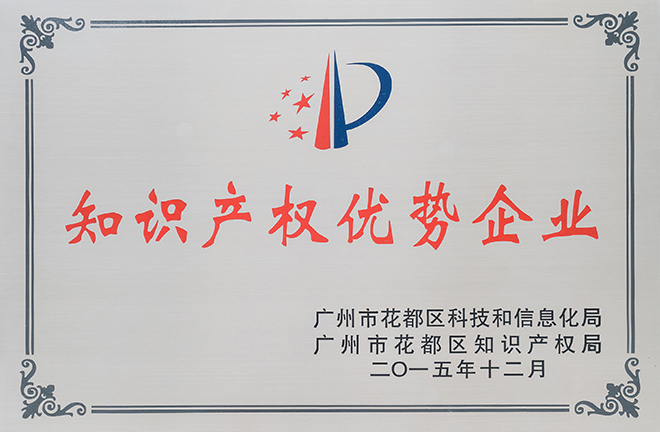 知识产权优势企业
广州市花都区科技和信息化局
广州市花都区知识产权局
二〇一五年十二月